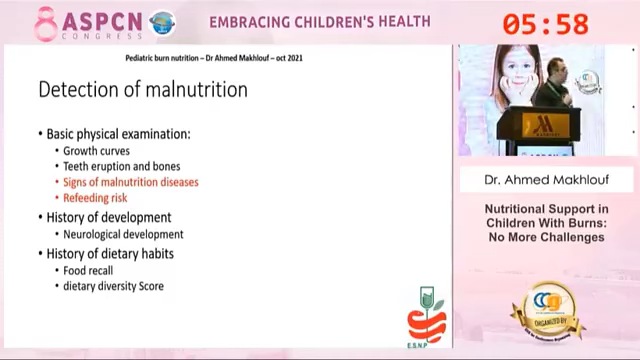 8 ASPCN
CONGRESS
EMBRACING CHILDREN'S HEALTH
05:58
Pediatric burn nutrition – Dr Ahmed Makhlouf – oct 2021
Detection of malnutrition
• Basic physical examination:
• Growth curves
• Teeth eruption and bones
• Signs of malnutrition diseases
• Refeeding risk
• History of development
• Neurological development
• History of dietary habits
• Food recall
• dietary diversity Score
E.S.N.P
ASPCN
Dr. Ahmed Makhlouf
Nutritional Support in
Children With Burns:
No More Challenges
ccg
ORGANIZED BY